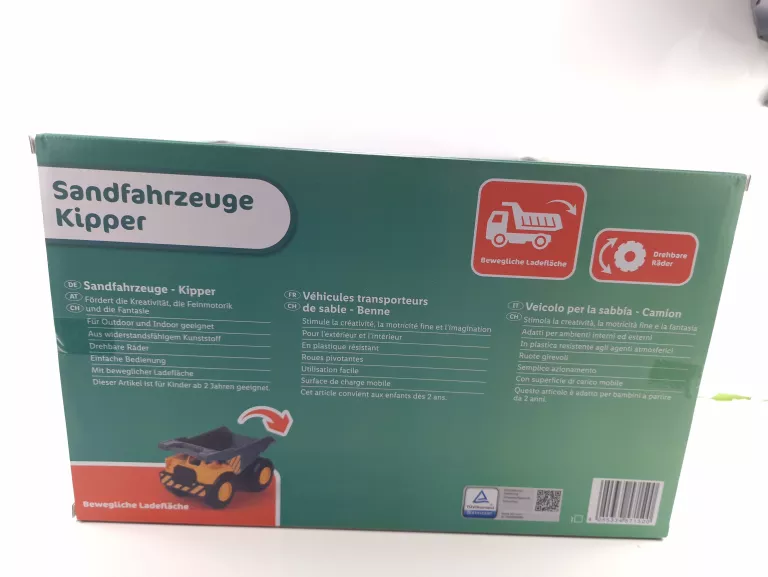 Sandfahrzeuge
Kipper
Bewegliche Ladefläche
Drehbare
Räder
DE Sandfahrzeuge - Kipper
AT Fördert die Kreativität, die Feinmotorik
CH und die Fantasie
Für Outdoor und Indoor geeignet
Aus widerstandsfähigem Kunststoff
Drehbare Räder
Einfache Bedienung
Mit beweglicher Ladefläche
Dieser Artikel ist für Kinder ab 2 Jahren geeignet.
FR Véhicules transporteurs
CH de sable - Benne
Stimule la créativité, la motricité fine et l'imagination
Pour l'extérieur et l'intérieur
En plastique résistant
Roues pivotantes
Utilisation facile
Surface de charge mobile
Cet article convient aux enfants dès 2 ans.
IT Veicolo per la sabbia - Camion
CH Stimola la creatività, la motricità fine e la fantasia
Adatti per ambienti interni ed esterni
In plastica resistente agli agenti atmosferici
Ruote girevoli
Semplice azionamento
Con superficie di carico mobile
Questo articolo è adatto per bambini a partire
da 2 anni.
Bewegliche Ladefläche